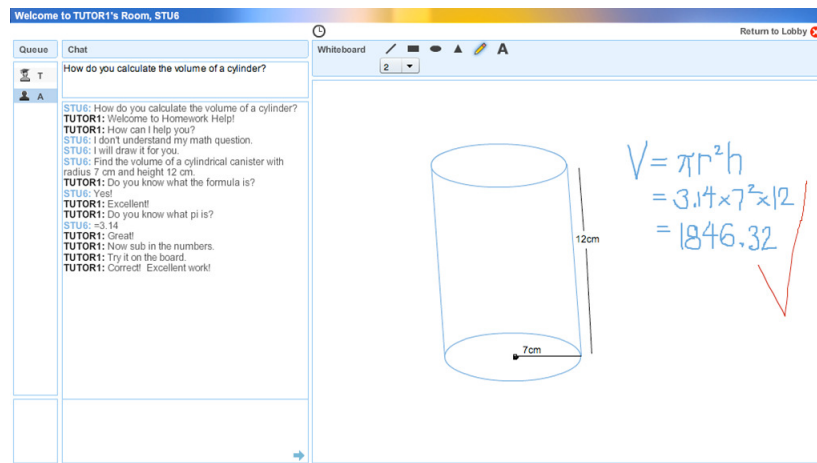 Welcome to TUTOR1's Room, STU6
Return to Lobby
Queue
Chat
Whiteboard
A
2
T
A
How do you calculate the volume of a cylinder?
STU6: How do you calculate the volume of a cylinder?
TUTOR1: Welcome to Homework Help!
TUTOR1: How can I help you?
STU6: I don't understand my math question.
STU6: I will draw it for you.
STU6: Find the volume of a cylindrical canister with
radius 7 cm and height 12 cm.
TUTOR1: Do you know what the formula is?
STU6: Yes!
TUTOR1: Excellent!
TUTOR1: Do you know what pi is?
STU6: =3.14
TUTOR1: Great!
TUTOR1: Now sub in the numbers.
TUTOR1: Try it on the board.
TUTOR1: Correct! Excellent work!
12cm
7cm
V = πr²h
= 3.14×7²×12
= 1846.32